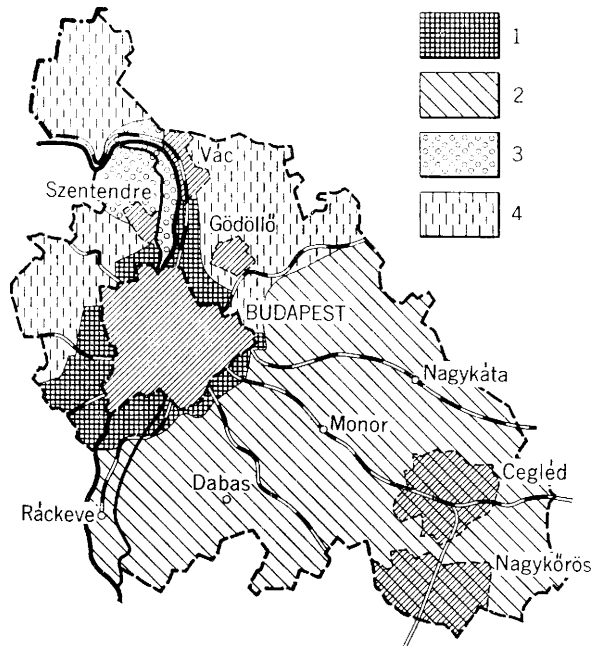 1
2
3
4
Vác
Szentendre
Gödöllő
BUDAPEST
Nagykáta
Monor
Cegléd
Dabas
Ráckeve
Nagykőrös